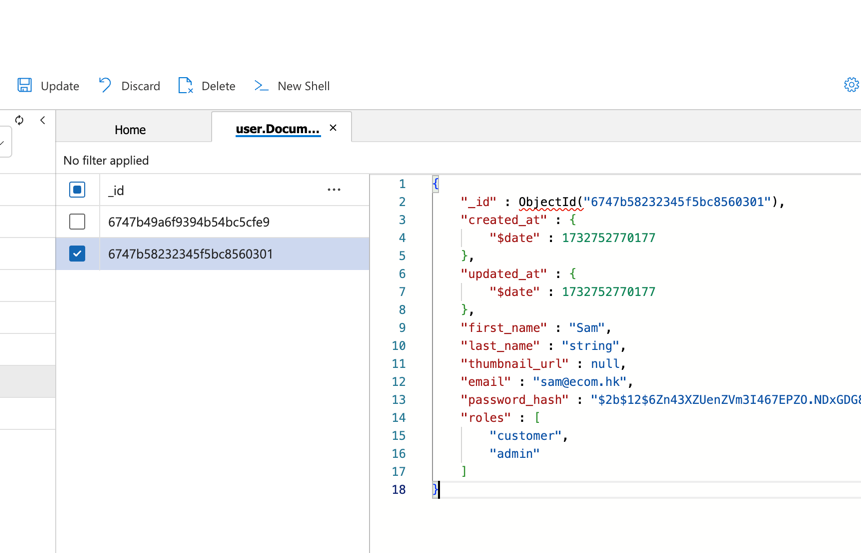 Update Discard Delete New Shell
Home user.Docum...
No filter applied
_id
6747b49a6f9394b54bc5cfe9
6747b58232345f5bc8560301
1 {
2 "_id" : ObjectId("6747b58232345f5bc8560301"),
3 "created_at" : {
4 "$date" : 1732752770177
5 },
6 "updated_at" : {
7 "$date" : 1732752770177
8 },
9 "first_name" : "Sam",
10 "last_name" : "string",
11 "thumbnail_url" : null,
12 "email" : "sam@ecom.hk",
13 "password_hash" : "$2b$12$6Zn43XZUenZVm3I467EPZO.NDxGDG8
14 "roles" : [
15 "customer",
16 "admin"
17 ]
18 }